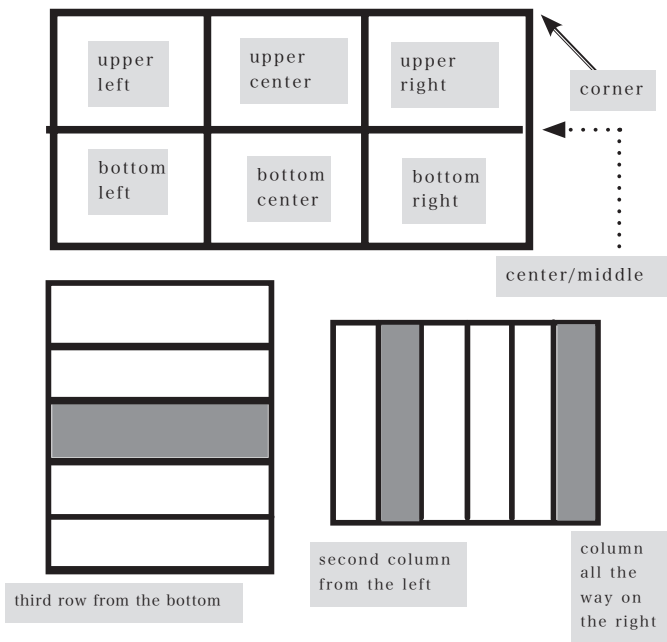 upper
left
upper
center
upper
right
corner
bottom
left
bottom
center
bottom
right
center/middle
third row from the bottom
second column
from the left
column
all the
way on
the right